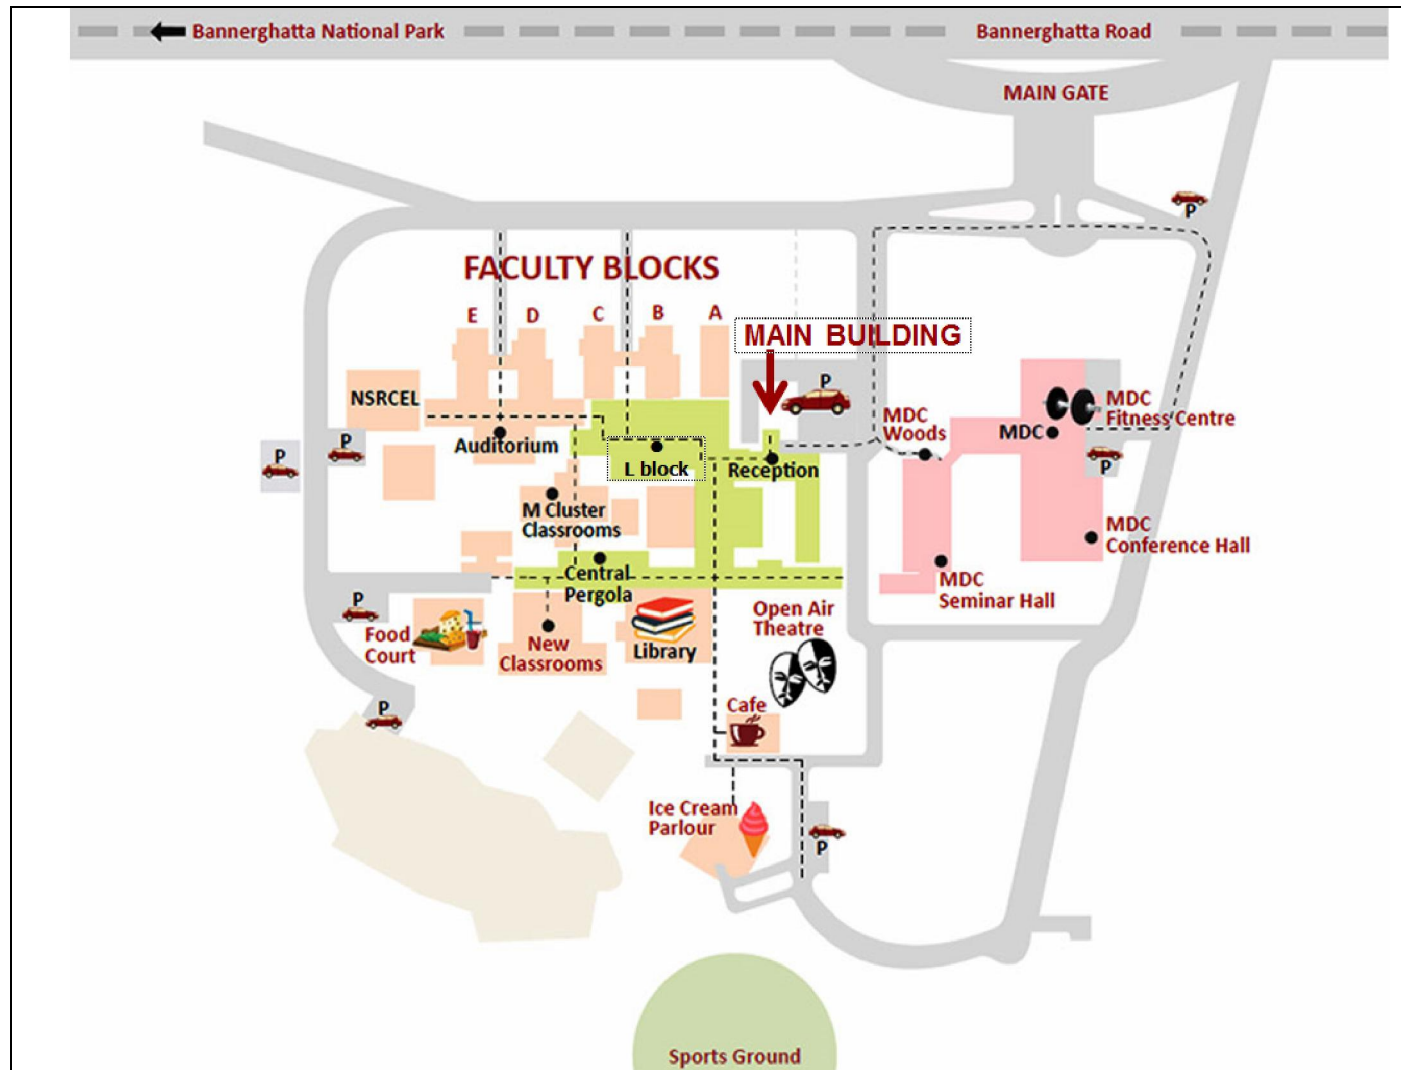 Bannerghatta National Park
Bannerghatta Road
MAIN GATE
P
FACULTY BLOCKS
E
D
C
B
A
MAIN BUILDING
P
NSRCEL
MDC
Woods
MDC
Fitness Centre
MDC
P
Auditorium
P
L block
Reception
P
M Cluster
Classrooms
MDC
Conference Hall
Central
Pergola
MDC
Seminar Hall
P
Food
Court
New
Classrooms
Library
Open Air
Theatre
P
Cafe
Ice Cream
Parlour
P
Sports Ground